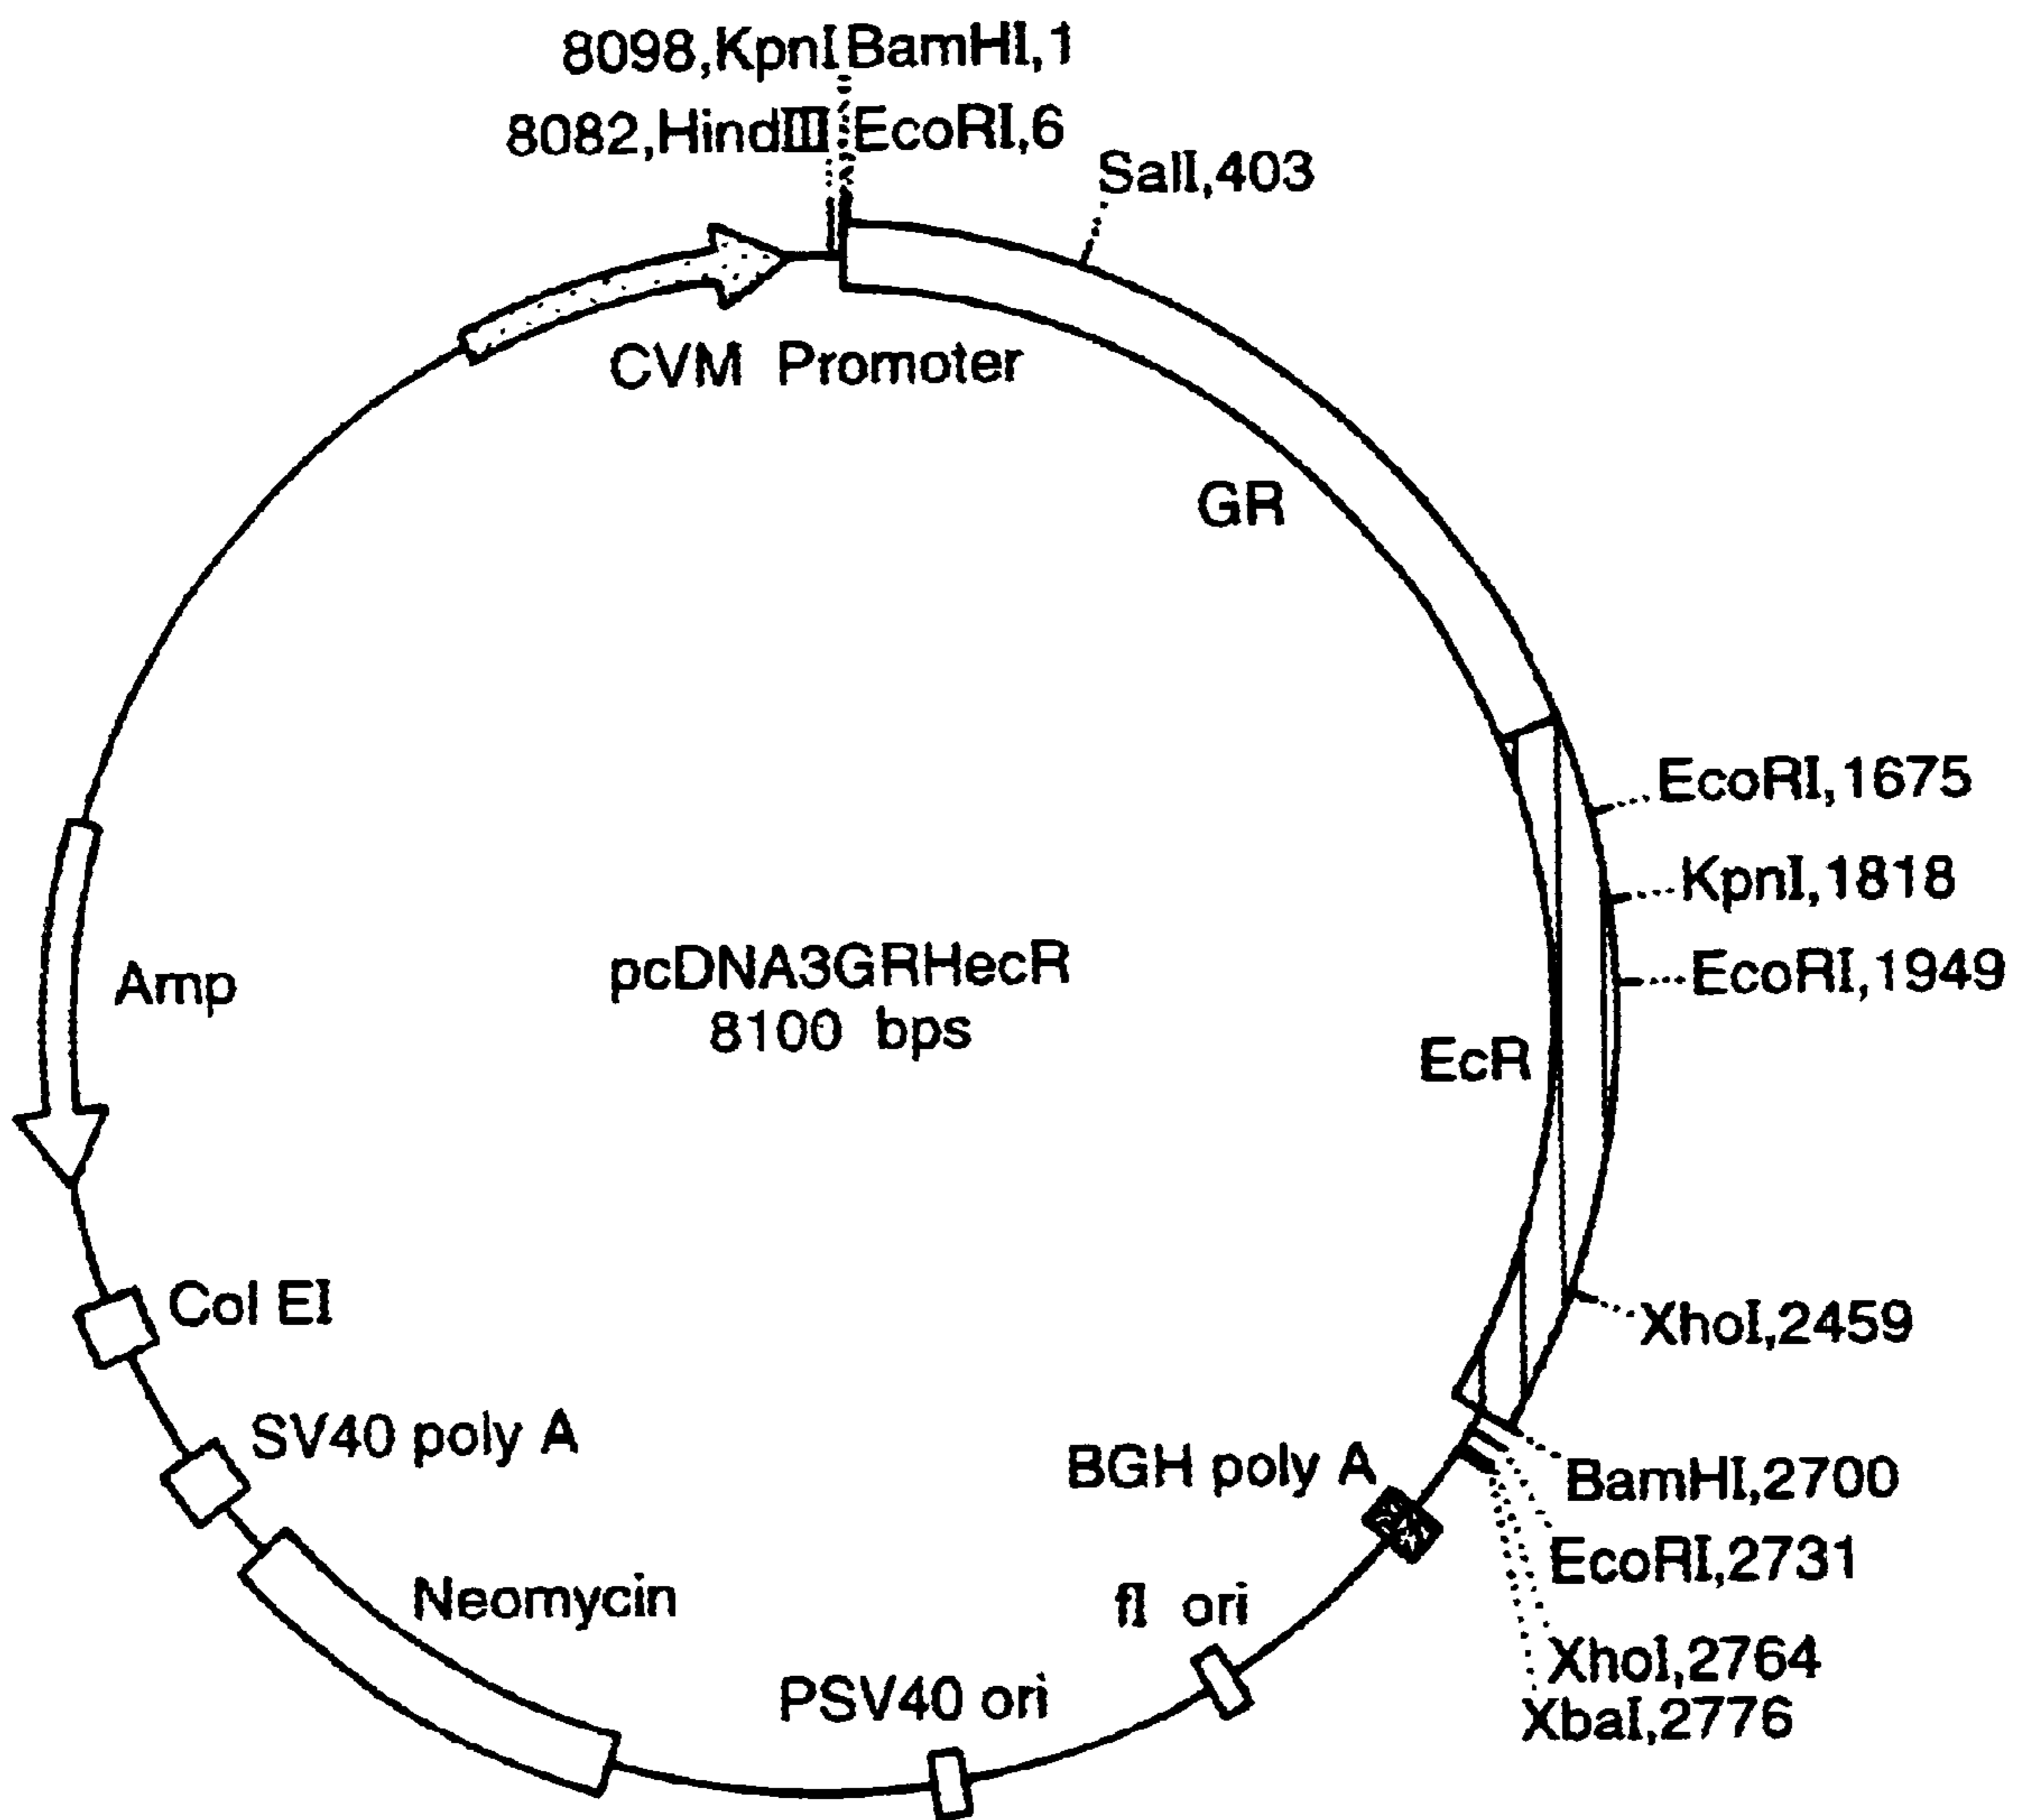 8098,KpnI BamHI,1
8082,HindIII EcoRI,6
SalI,403
CVM Promoter
GR
EcoRI,1675
KpnI,1818
EcoRI,1949
pcDNA3GRHecR
8100 bps
Amp
EcR
Col EI
XhoI,2459
SV40 poly A
BGH poly A
BamHI,2700
EcoRI,2731
Neomycin
fI ori
XhoI,2764
PSV40 ori
XbaI,2776